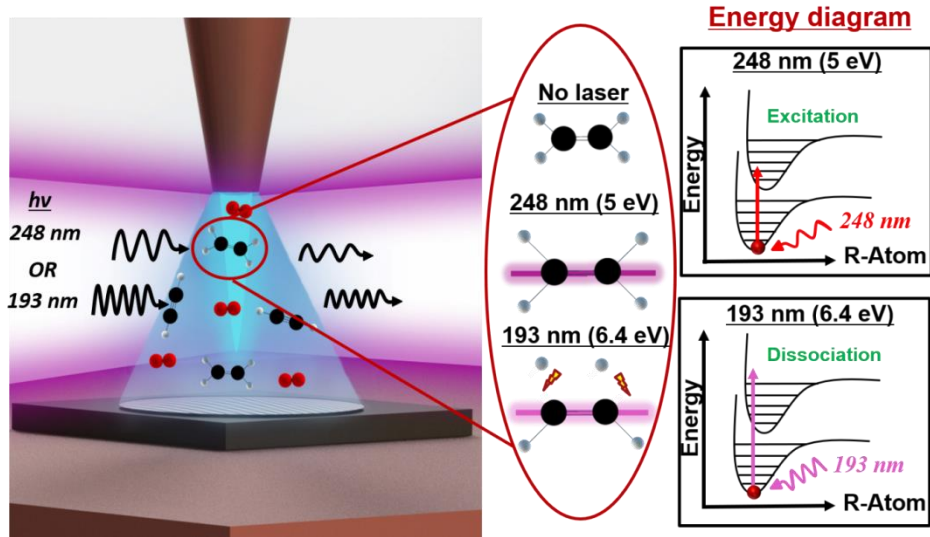 hν
248 nm
OR
193 nm
No laser
248 nm (5 eV)
193 nm (6.4 eV)
Energy diagram
248 nm (5 eV)
Excitation
Energy
248 nm
R-Atom
193 nm (6.4 eV)
Dissociation
Energy
193 nm
R-Atom